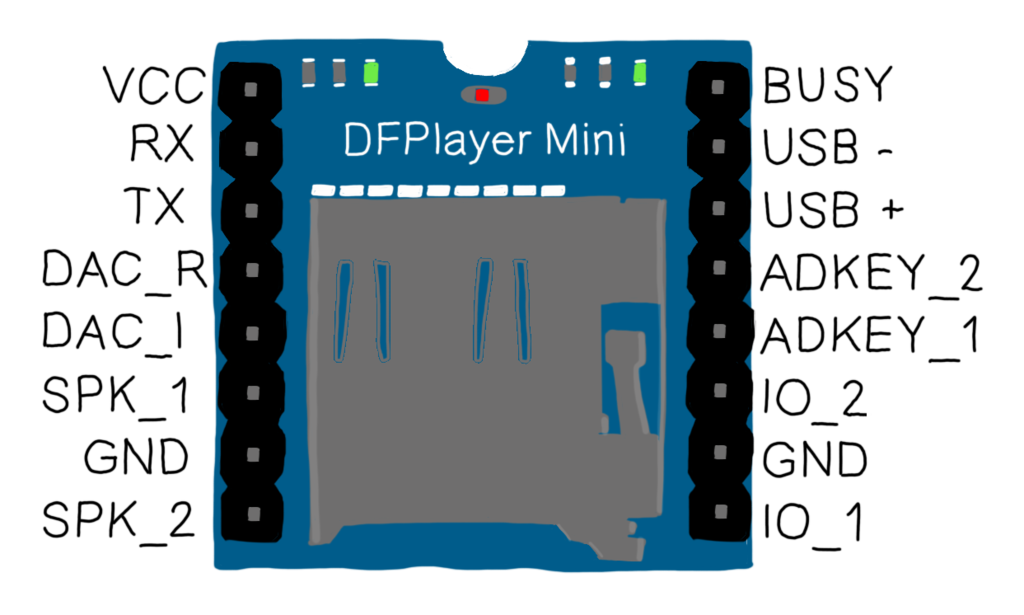 VCC
RX
TX
DAC_R
DAC_I
SPK_1
GND
SPK_2
DFPlayer Mini
BUSY
USB -
USB +
ADKEY_2
ADKEY_1
IO_2
GND
IO_1